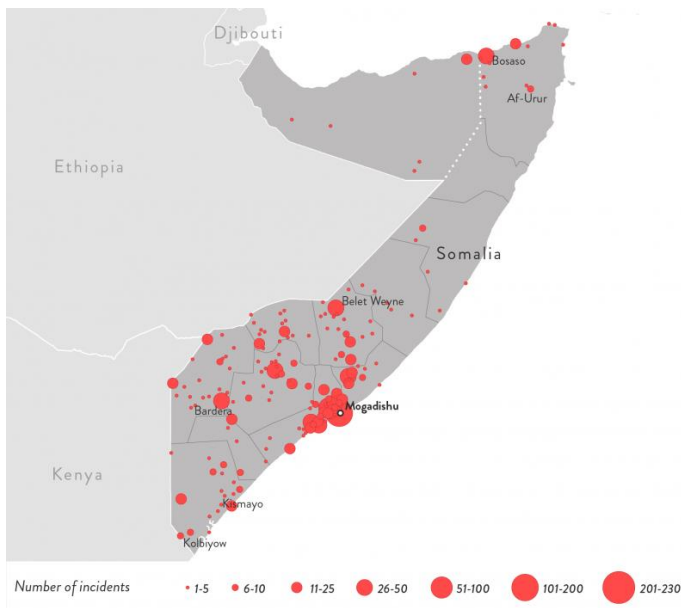 Djibouti
Bosaso
Af-Urur
Ethiopia
Somalia
Belet Weyne
Mogadishu
Bardera
Kenya
Kismayo
Kolbiyow
Number of incidents 1-5 6-10 11-25 26-50 51-100 101-200 201-230